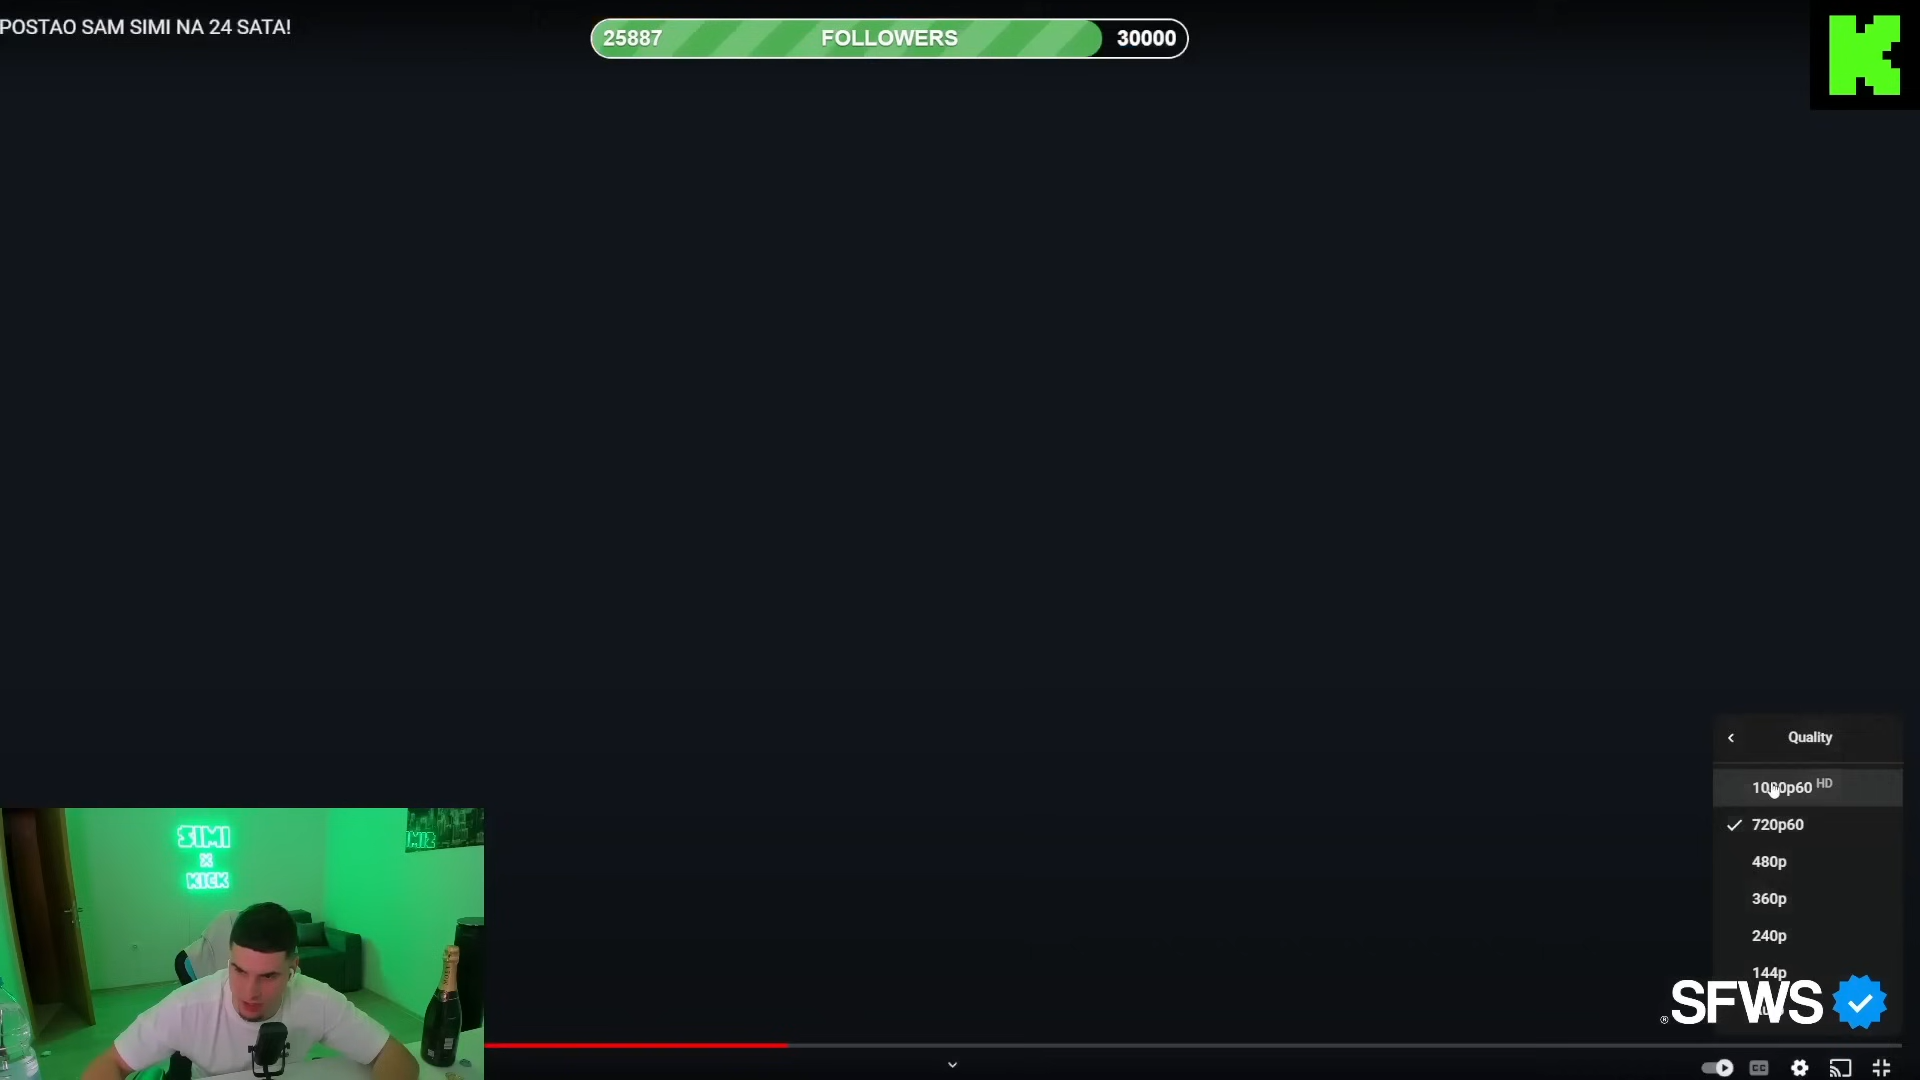 POSTAO SAM SIMI NA 24 SATA!
25887 FOLLOWERS 30000
K
Quality
1080p60 HD
720p60
480p
360p
240p
144p
SFWS
®
SIMI
X
KICK
CC